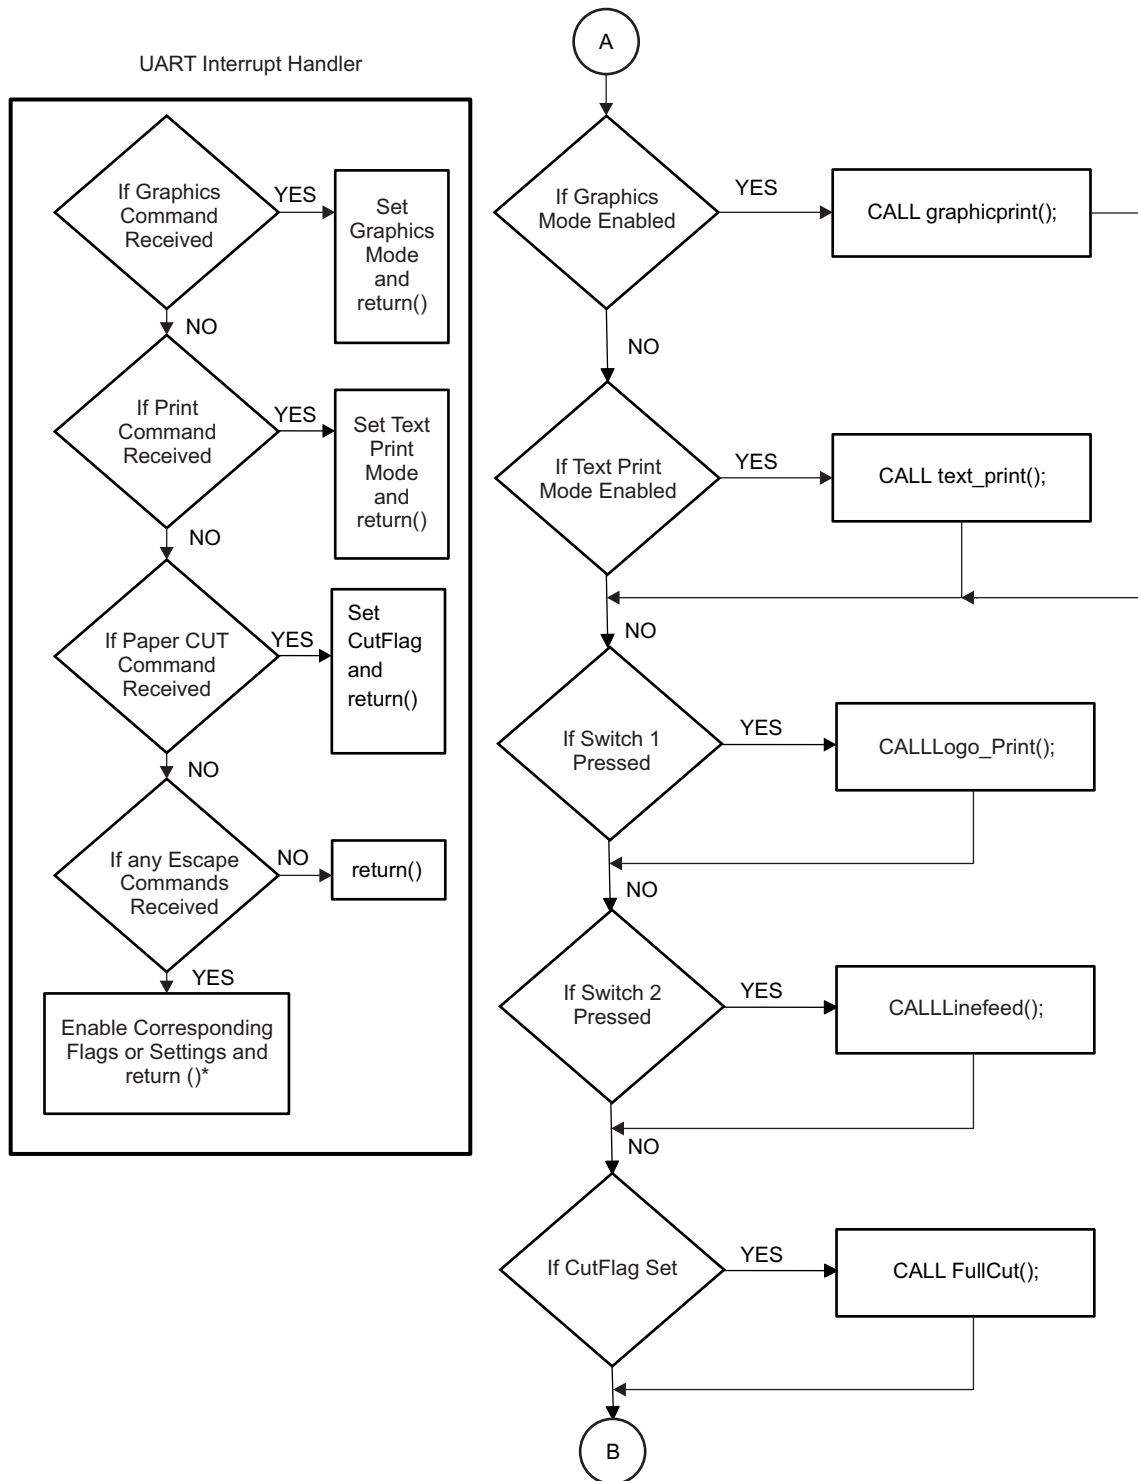 UART Interrupt Handler
If Graphics
Command
Received
YES
Set
Graphics
Mode
and
return()
NO
If Print
Command
Received
YES
Set Text
Print
Mode
and
return()
NO
If Paper CUT
Command
Received
YES
Set
CutFlag
and
return()
NO
If any Escape
Commands
Received
NO
return()
YES
Enable Corresponding
Flags or Settings and
return ()*
A
If Graphics
Mode Enabled
YES
CALL graphicprint();
NO
If Text Print
Mode Enabled
YES
CALL text_print();
NO
If Switch 1
Pressed
YES
CALLLogo_Print();
NO
If Switch 2
Pressed
YES
CALLLinefeed();
NO
If CutFlag Set
YES
CALL FullCut();
B